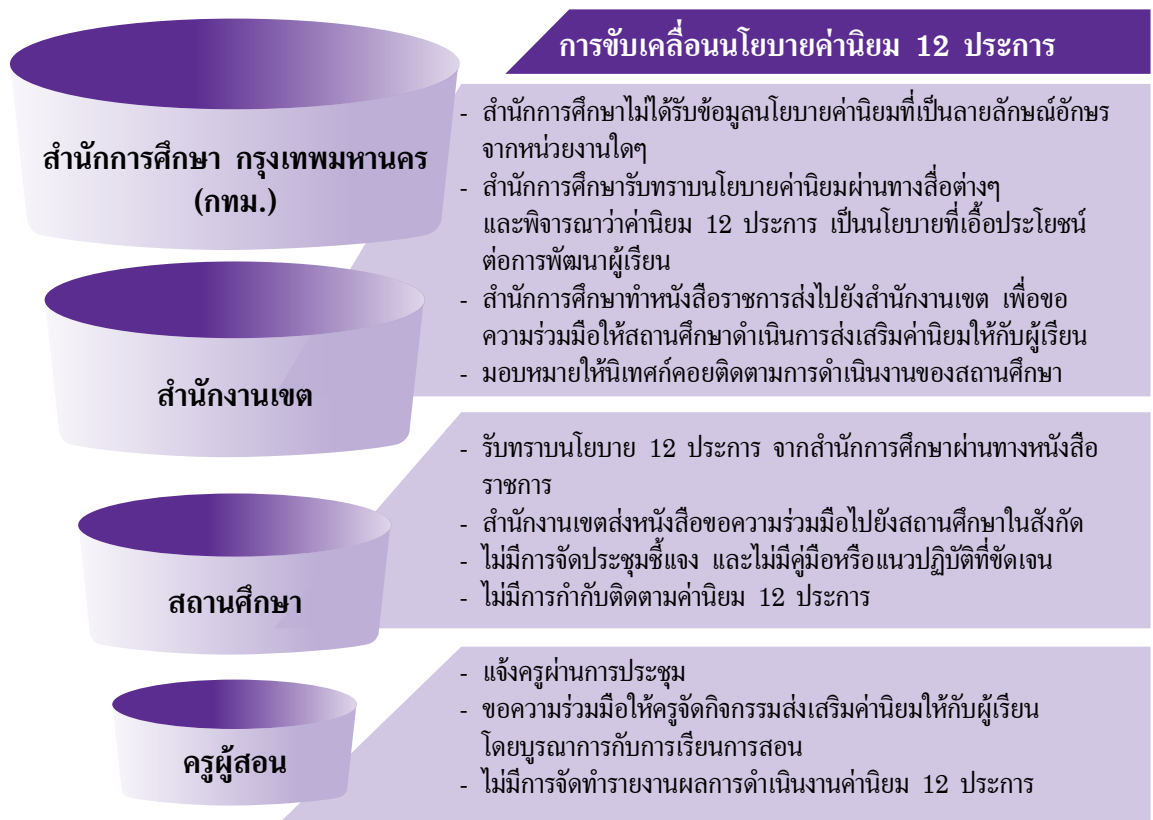 การขับเคลื่อนนโยบายค่านิยม 12 ประการ
สำนักการศึกษา กรุงเทพมหานคร
(กทม.)
- สำนักการศึกษาไม่ได้รับข้อมูลนโยบายค่านิยมที่เป็นลายลักษณ์อักษร
จากหน่วยงานใดๆ
- สำนักการศึกษารับทราบนโยบายค่านิยมผ่านทางสื่อต่างๆ
และพิจารณาว่าค่านิยม 12 ประการ เป็นนโยบายที่เอื้อประโยชน์
ต่อการพัฒนาผู้เรียน
- สำนักการศึกษาทำหนังสือราชการส่งไปยังสำนักงานเขต เพื่อขอ
ความร่วมมือให้สถานศึกษาดำเนินการส่งเสริมค่านิยมให้กับผู้เรียน
- มอบหมายให้นิเทศก์คอยติดตามการดำเนินงานของสถานศึกษา
สำนักงานเขต
- รับทราบนโยบาย 12 ประการ จากสำนักการศึกษาผ่านทางหนังสือ
ราชการ
- สำนักงานเขตส่งหนังสือขอความร่วมมือไปยังสถานศึกษาในสังกัด
- ไม่มีการจัดประชุมชี้แจง และไม่มีคู่มือหรือแนวปฏิบัติที่ชัดเจน
- ไม่มีการกำกับติดตามค่านิยม 12 ประการ
สถานศึกษา
- แจ้งครูผ่านการประชุม
- ขอความร่วมมือให้ครูจัดกิจกรรมส่งเสริมค่านิยมให้กับผู้เรียน
โดยบูรณาการกับการเรียนการสอน
- ไม่มีการจัดทำรายงานผลการดำเนินงานค่านิยม 12 ประการ
ครูผู้สอน